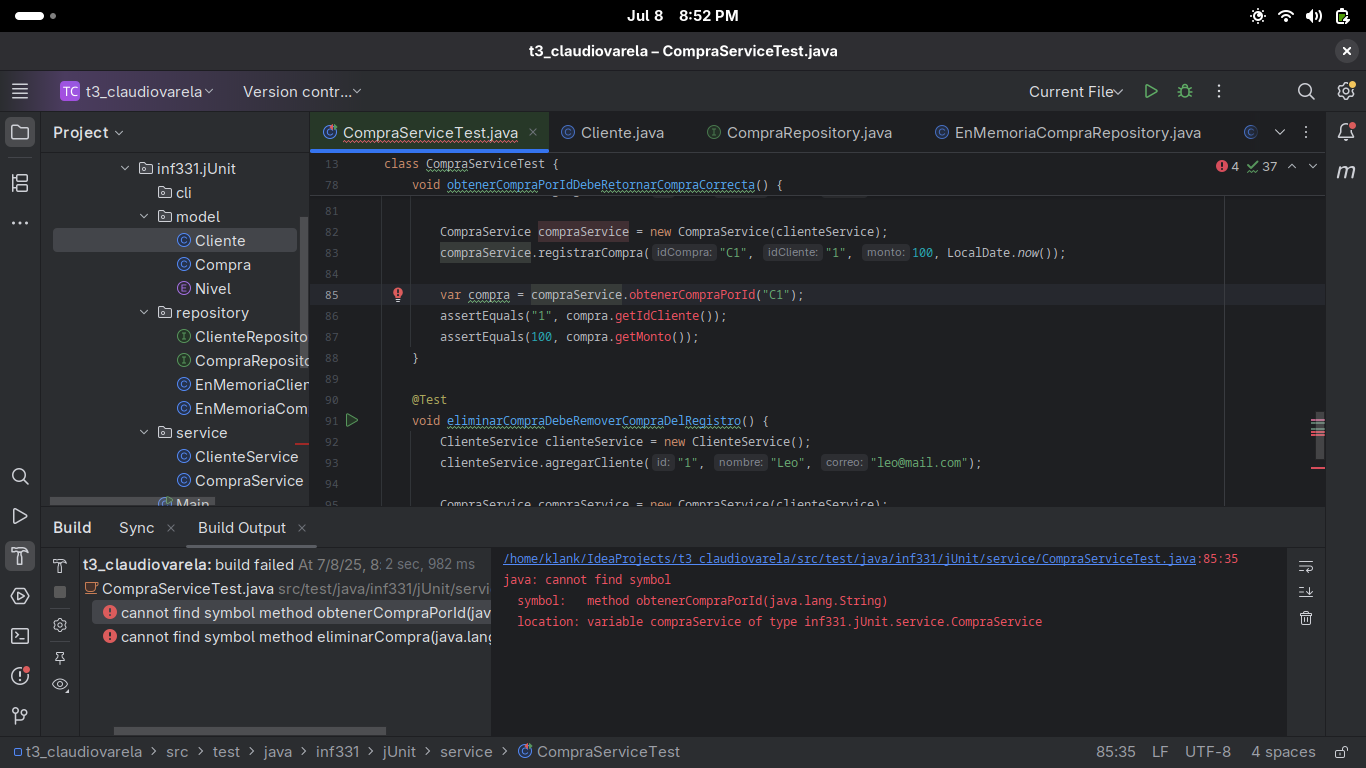 Jul 8 8:52 PM
t3_claudiovarela – CompraServiceTest.java
TC t3_claudiovarela Version contr... Current File
Project
CompraServiceTest.java Cliente.java CompraRepository.java EnMemoriaCompraRepository.java
inf331.jUnit
cli
model
Cliente
Compra
Nivel
repository
ClienteReposito
CompraReposito
EnMemoriaClien
EnMemoriaCom
service
ClienteService
CompraService
Main
4 37
13 class CompraServiceTest {
78 void obtenerCompraPorIdDebeRetornarCompraCorrecta() {
81
82 CompraService compraService = new CompraService(clienteService);
83 compraService.registrarCompra( idCompra: "C1", idCliente: "1", monto: 100, LocalDate.now());
84
85 var compra = compraService.obtenerCompraPorId("C1");
86 assertEquals("1", compra.getIdCliente());
87 assertEquals(100, compra.getMonto());
88 }
89
90 @Test
91 void eliminarCompraDebeRemoverCompraDelRegistro() {
92 ClienteService clienteService = new ClienteService();
93 clienteService.agregarCliente( id: "1", nombre: "Leo", correo: "leo@mail.com");
94
95 CompraService compraService = new CompraService(clienteService);
m
Build Sync Build Output
t3_claudiovarela: build failed At 7/8/25, 8: 2 sec, 982 ms
CompraServiceTest.java src/test/java/inf331/jUnit/servi
cannot find symbol method obtenerCompraPorId(jav
cannot find symbol method eliminarCompra(java.lang
/home/klank/IdeaProjects/t3_claudiovarela/src/test/java/inf331/jUnit/service/CompraServiceTest.java:85:35
java: cannot find symbol
symbol: method obtenerCompraPorId(java.lang.String)
location: variable compraService of type inf331.jUnit.service.CompraService
t3_claudiovarela > src > test > java > inf331 > jUnit > service > CompraServiceTest 85:35 LF UTF-8 4 spaces